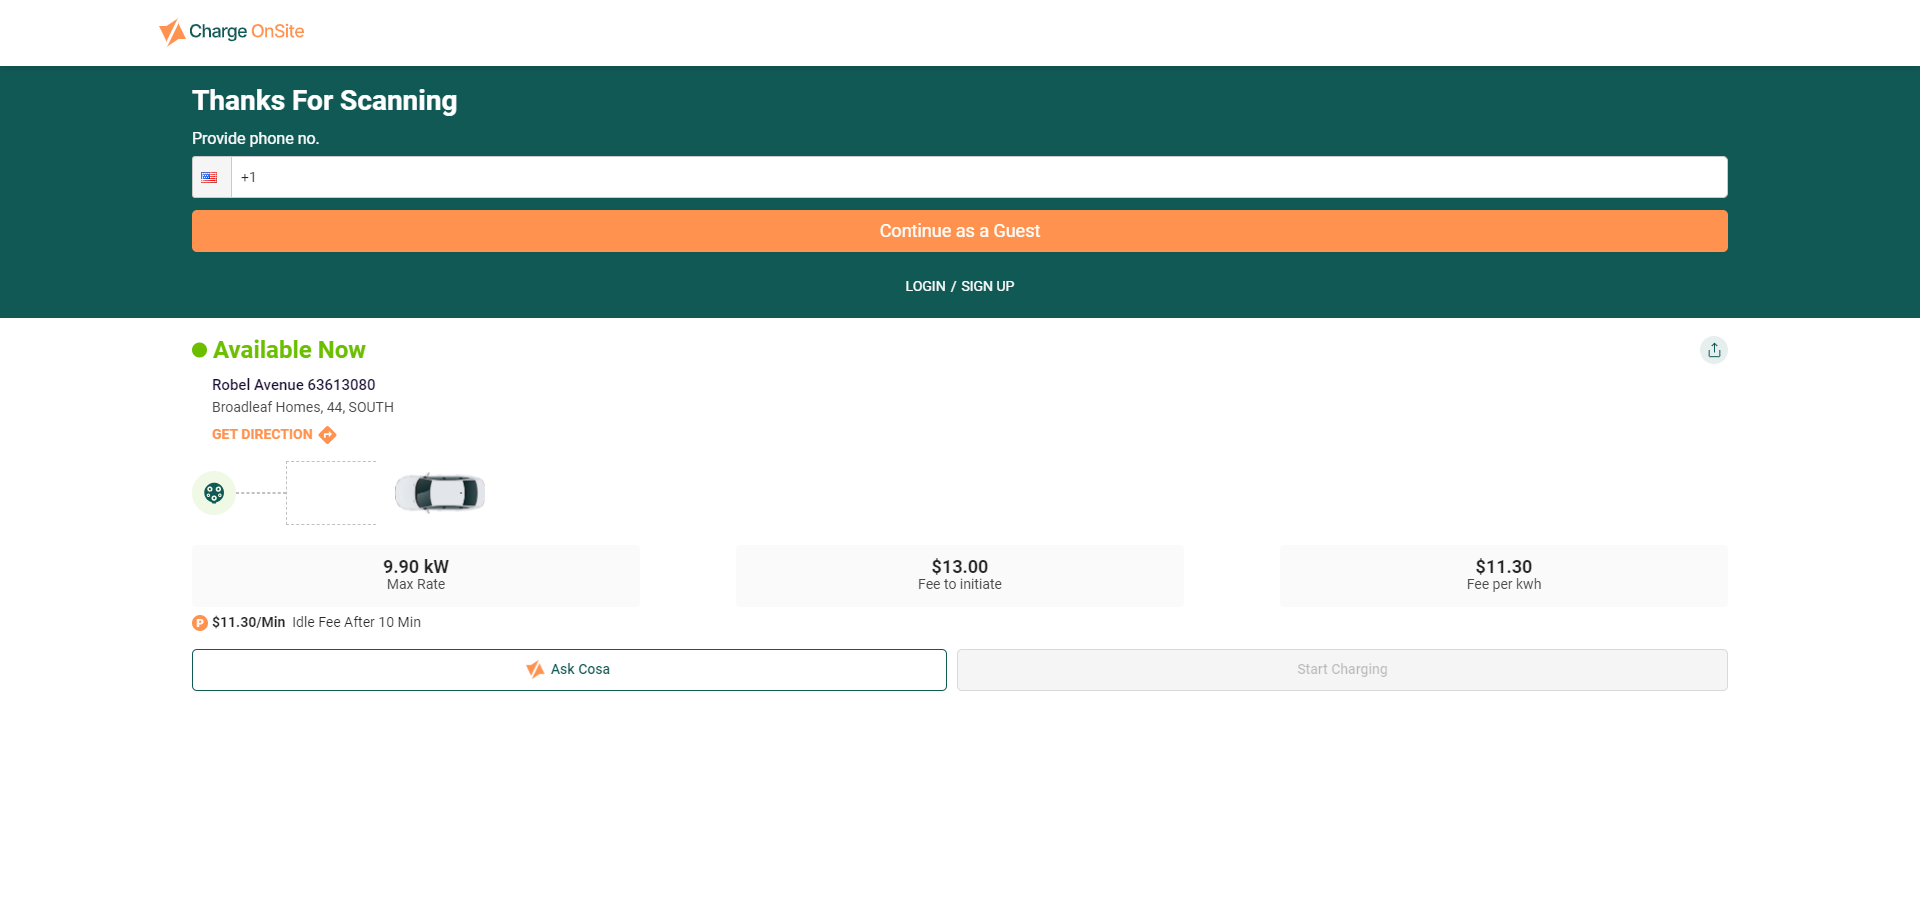 Charge OnSite
Thanks For Scanning
Provide phone no.
+1
Continue as a Guest
LOGIN / SIGN UP
Available Now
Robel Avenue 63613080
Broadleaf Homes, 44, SOUTH
GET DIRECTION
9.90 kW
Max Rate
$13.00
Fee to initiate
$11.30
Fee per kwh
P $11.30/Min Idle Fee After 10 Min
Ask Cosa
Start Charging